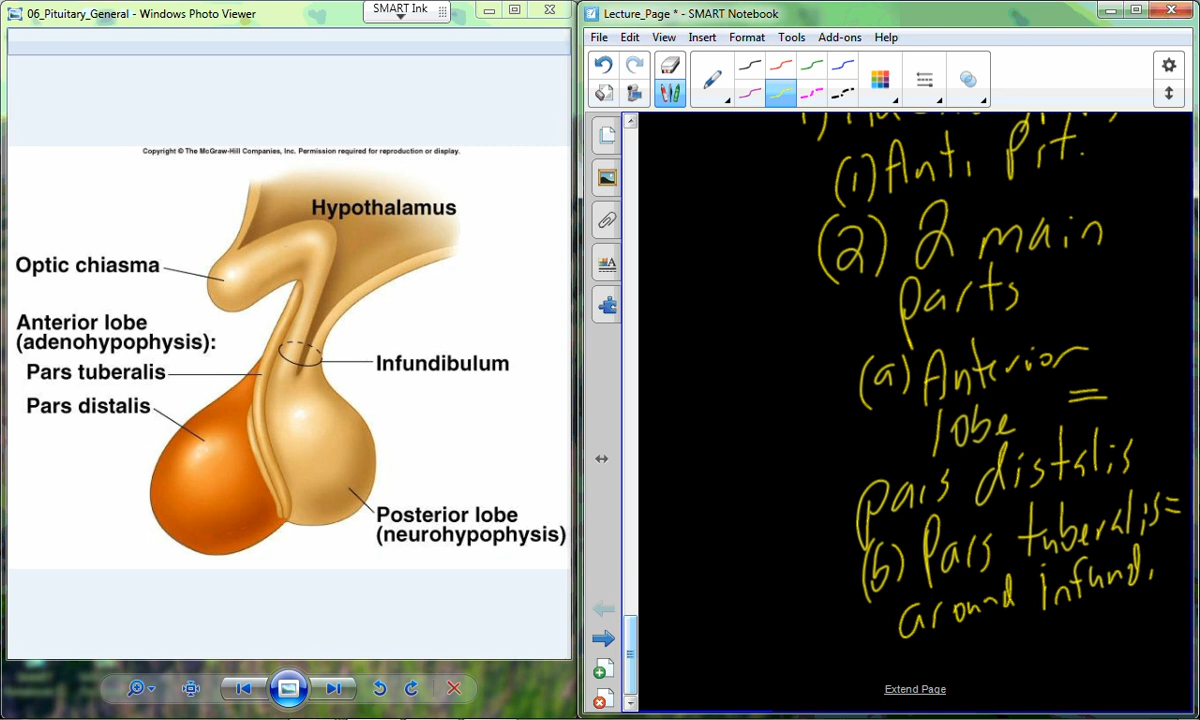 06_Pituitary_General - Windows Photo Viewer
SMART Ink
Copyright © The McGraw-Hill Companies, Inc. Permission required for reproduction or display.
Hypothalamus
Optic chiasma
Anterior lobe
(adenohypophysis):
Pars tuberalis
Pars distalis
Infundibulum
Posterior lobe
(neurohypophysis)
Lecture_Page * - SMART Notebook
File Edit View Insert Format Tools Add-ons Help
(1) Ant. Pit.
(2) 2 main
parts
(a) Anterior
lobe =
pars distalis
(b) Pars tuberalis=
around infund.
Extend Page